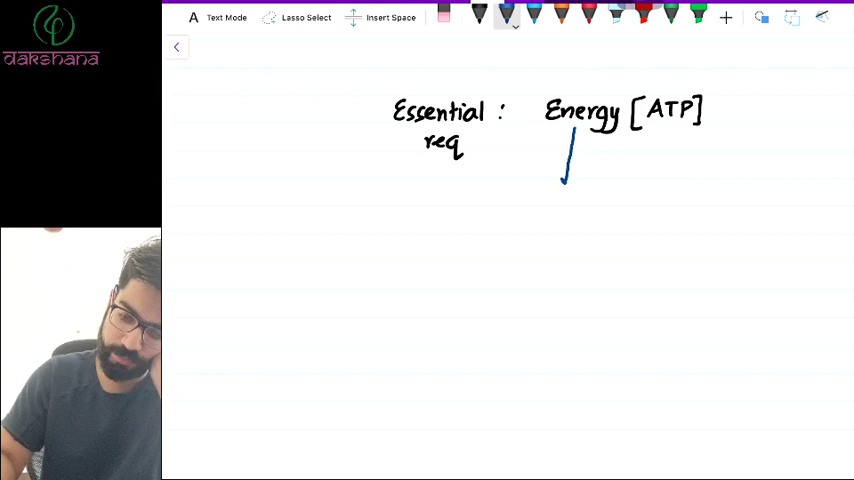 dakshana
Text Mode Lasso Select Insert Space
Essential : Energy [ATP]
req